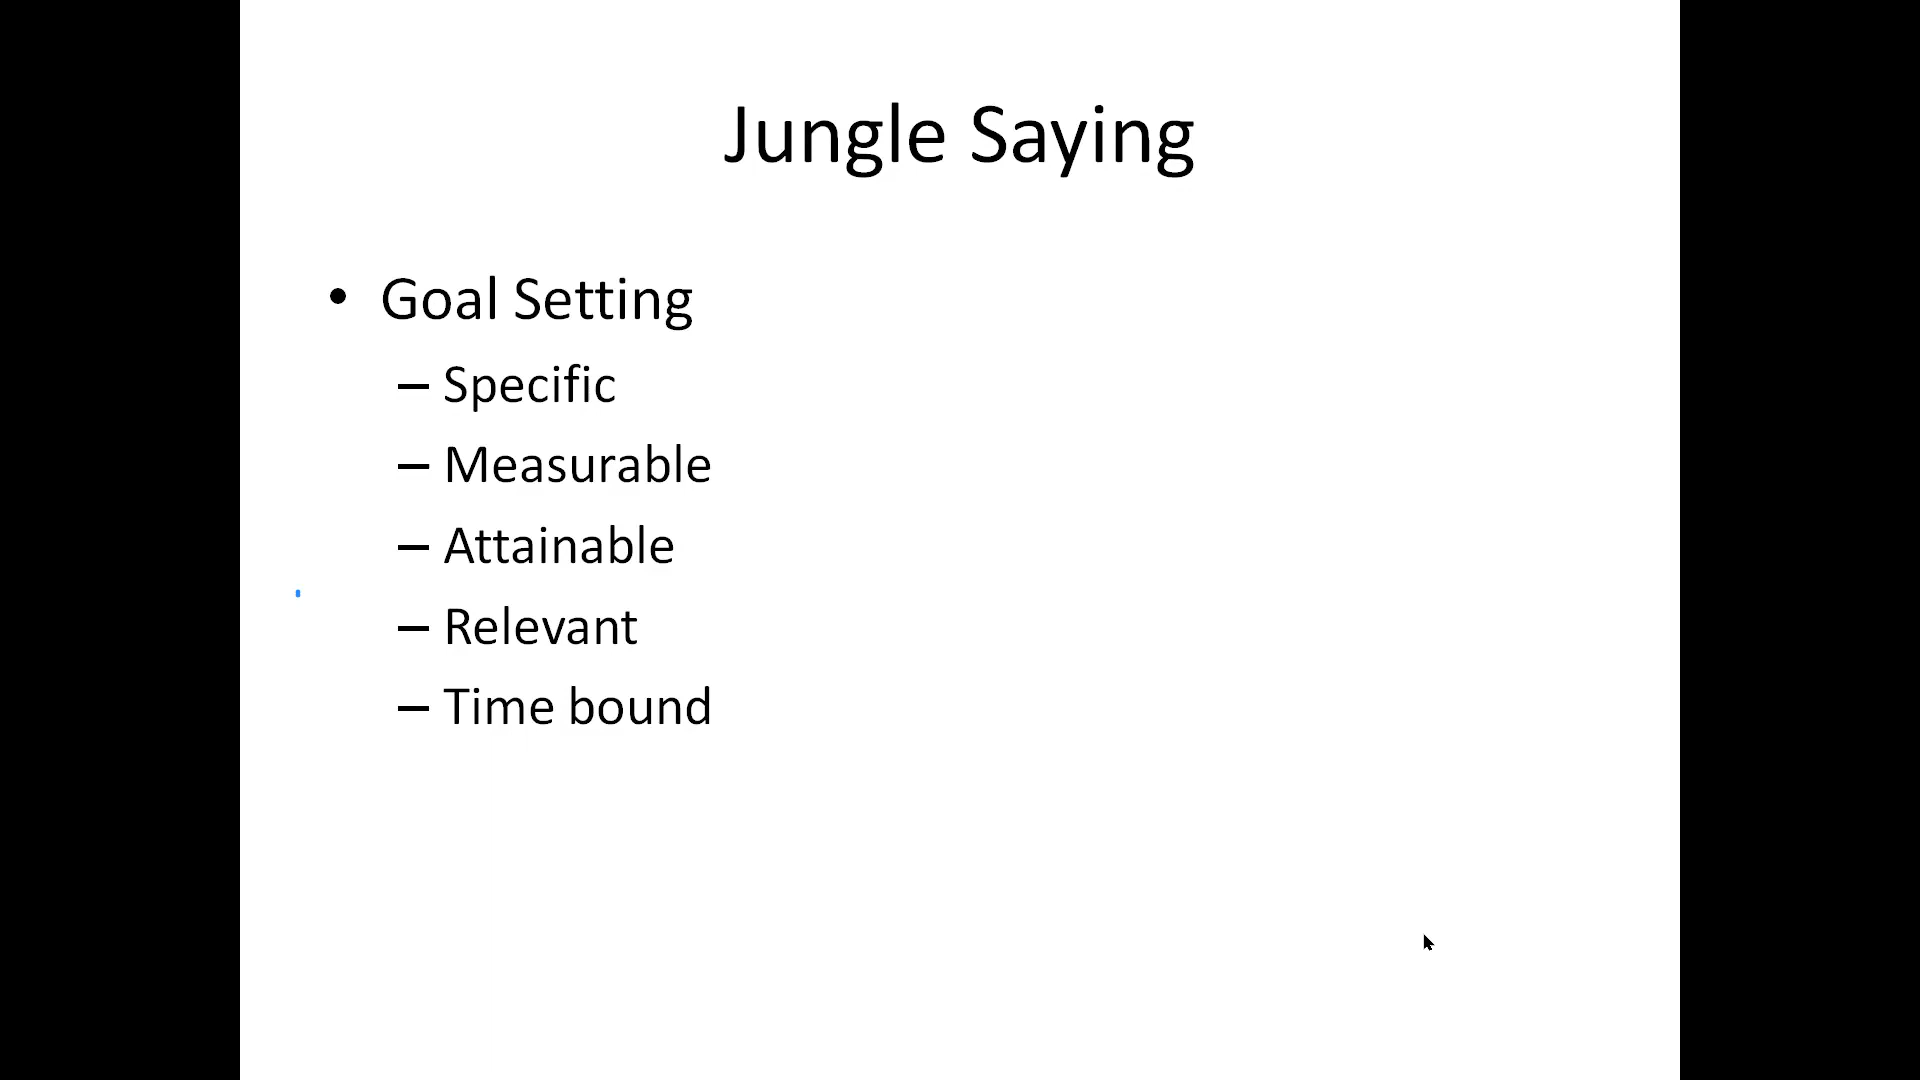 Jungle Saying
• Goal Setting
– Specific
– Measurable
– Attainable
– Relevant
– Time bound